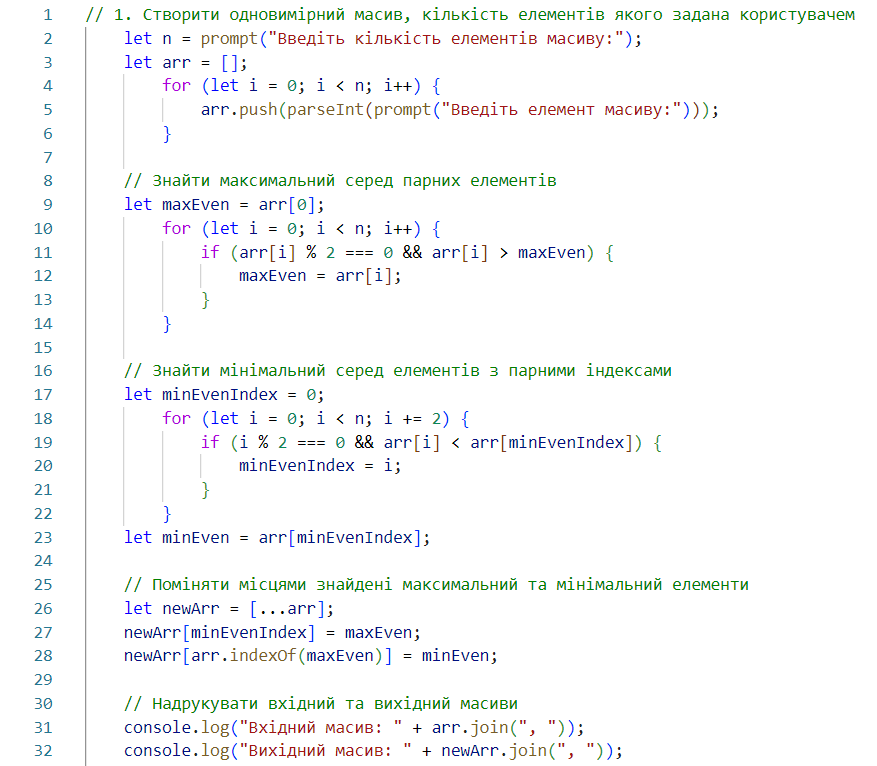 1 // 1. Створити одновимірний масив, кількість елементів якого задана користувачем
2 let n = prompt("Введіть кількість елементів масиву:");
3 let arr = [];
4 for (let i = 0; i < n; i++) {
5 arr.push(parseInt(prompt("Введіть елемент масиву:")));
6 }
7
8 // Знайти максимальний серед парних елементів
9 let maxEven = arr[0];
10 for (let i = 0; i < n; i++) {
11 if (arr[i] % 2 === 0 && arr[i] > maxEven) {
12 maxEven = arr[i];
13 }
14 }
15
16 // Знайти мінімальний серед елементів з парними індексами
17 let minEvenIndex = 0;
18 for (let i = 0; i < n; i += 2) {
19 if (i % 2 === 0 && arr[i] < arr[minEvenIndex]) {
20 minEvenIndex = i;
21 }
22 }
23 let minEven = arr[minEvenIndex];
24
25 // Поміняти місцями знайдені максимальний та мінімальний елементи
26 let newArr = [...arr];
27 newArr[minEvenIndex] = maxEven;
28 newArr[arr.indexOf(maxEven)] = minEven;
29
30 // Надрукувати вхідний та вихідний масиви
31 console.log("Вхідний масив: " + arr.join(", "));
32 console.log("Вихідний масив: " + newArr.join(", "));